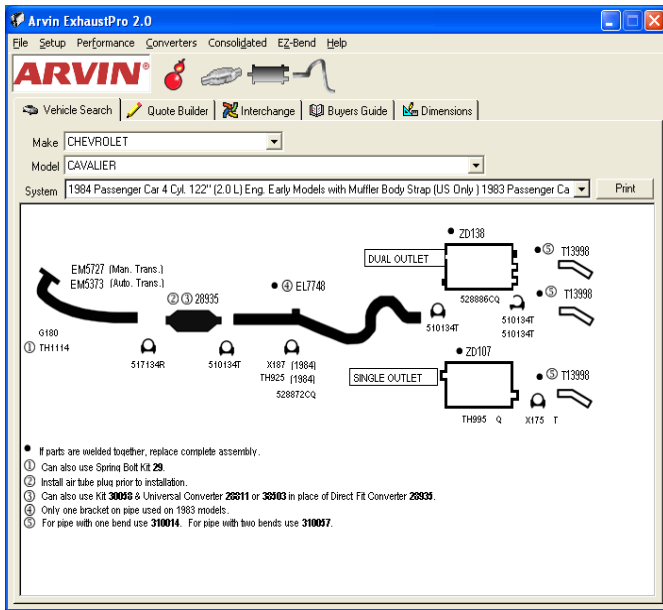 Arvin ExhaustPro 2.0
File Setup Performance Converters Consolidated EZ-Bend Help
ARVIN®
Vehicle Search Quote Builder Interchange Buyers Guide Dimensions
Make CHEVROLET
Model CAVALIER
System 1984 Passenger Car 4 Cyl. 122" (2.0 L) Eng. Early Models with Muffler Body Strap (US Only ) 1983 Passenger Ca Print
● ZD138
DUAL OUTLET
● ⑤ T13998
EM5727 (Man. Trans.)
EM5373 (Auto. Trans.)
② ③ 28935
● ④ EL7748
528886CQ
● ⑤ T13998
G180
① TH1114
517134R
510134T
X187 (1984)
TH925 (1984)
528872CQ
510134T
510134T
510134T
● ZD107
SINGLE OUTLET
● ⑤ T13998
TH995 Q
X175 T
● If parts are welded together, replace complete assembly.
① Can also use Spring Bolt Kit 29.
② Install air tube plug prior to installation.
③ Can also use Kit 30058 & Universal Converter 28811 or 38503 in place of Direct Fit Converter 28935.
④ Only one bracket on pipe used on 1983 models.
⑤ For pipe with one bend use 310014. For pipe with two bends use 310057.